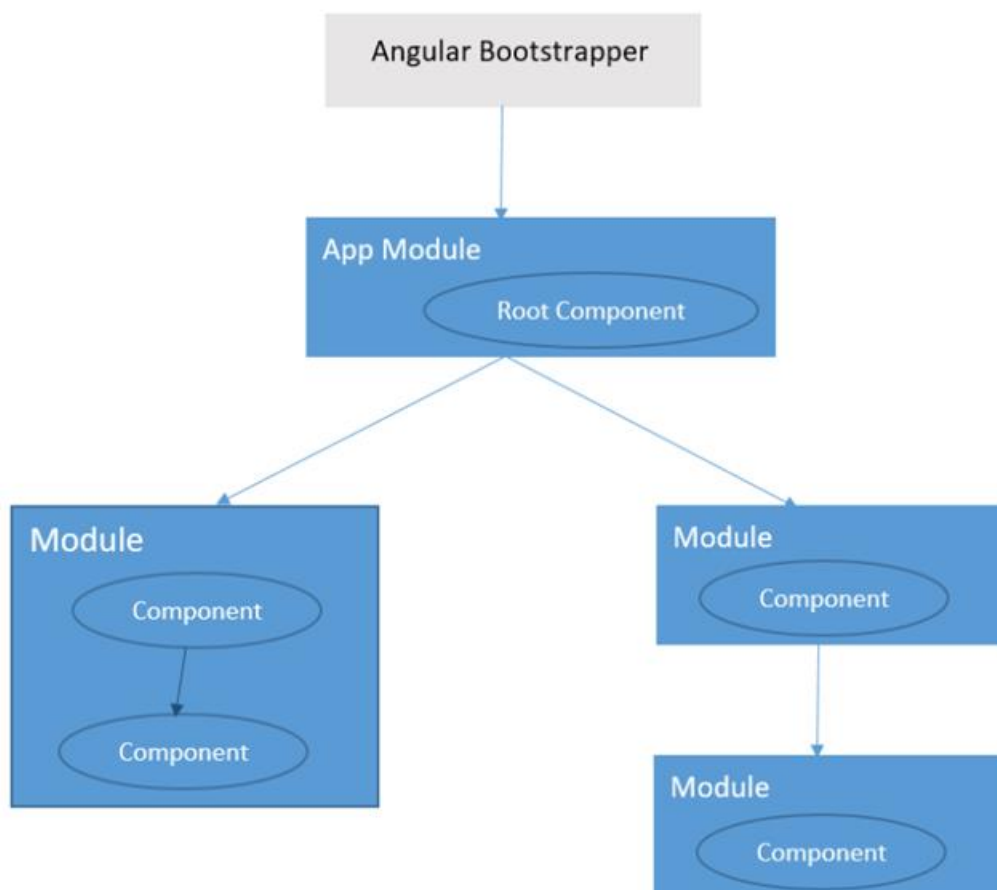 Angular Bootstrapper
App Module
Root Component
Module
Component
Component
Module
Component
Module
Component